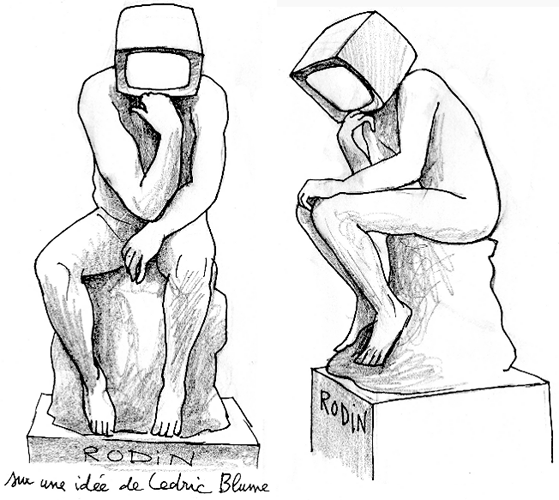 RODIN
sur une idée de Cedric Blume
RODIN